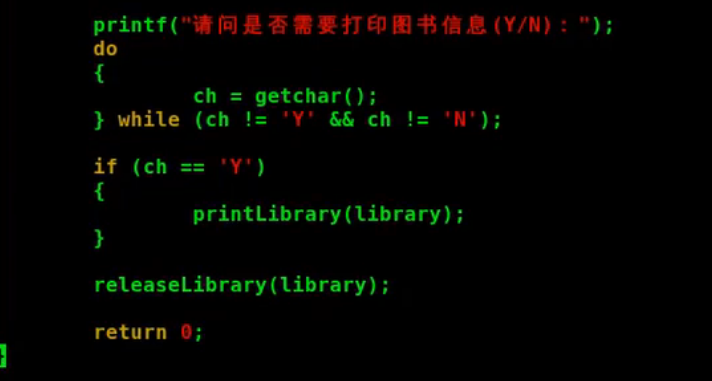 printf("请问是否需要打印图书信息(Y/N)：");
do
{
ch = getchar();
} while (ch != 'Y' && ch != 'N');
if (ch == 'Y')
{
printLibrary(library);
}
releaseLibrary(library);
return 0;
}